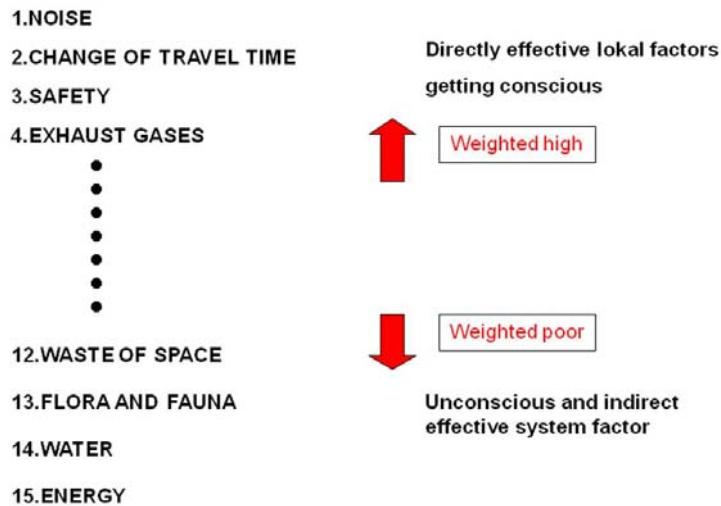 1.NOISE
2.CHANGE OF TRAVEL TIME
3.SAFETY
4.EXHAUST GASES
Directly effective lokal factors
getting conscious
Weighted high
Weighted poor
12.WASTE OF SPACE
13.FLORA AND FAUNA
14.WATER
15.ENERGY
Unconscious and indirect
effective system factor